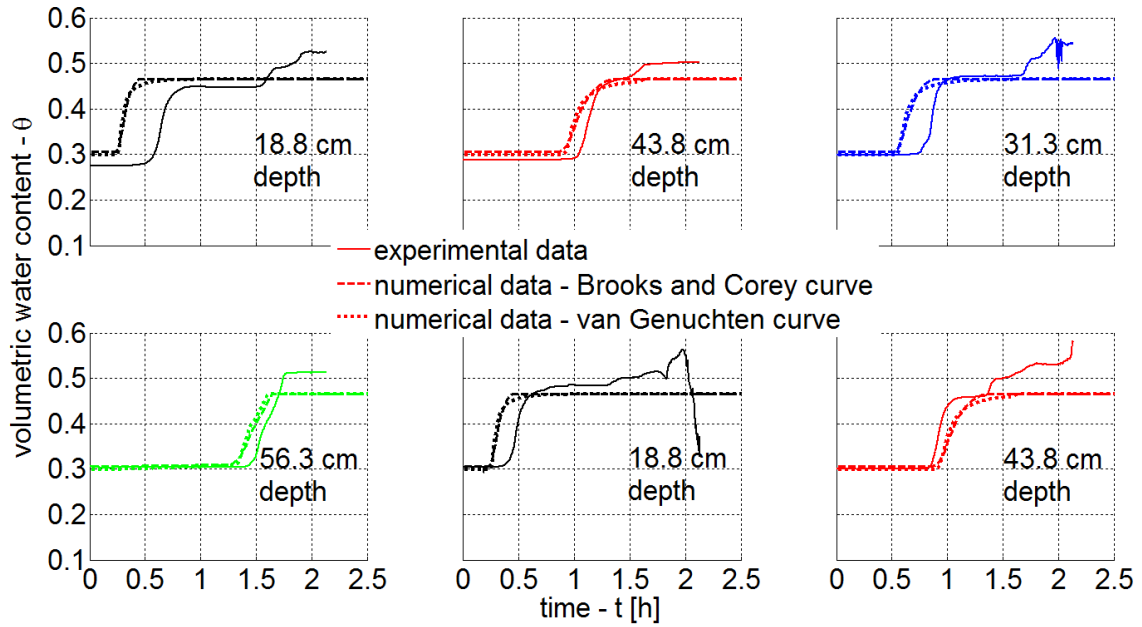 0.6
0.5
0.4
0.3
0.2
0.1
18.8 cm
depth
43.8 cm
depth
31.3 cm
depth
experimental data
numerical data - Brooks and Corey curve
numerical data - van Genuchten curve
volumetric water content - θ
0.6
0.5
0.4
0.3
0.2
0.1
56.3 cm
depth
18.8 cm
depth
43.8 cm
depth
0 0.5 1 1.5 2 2.5
0 0.5 1 1.5 2 2.5
0 0.5 1 1.5 2 2.5
time - t [h]